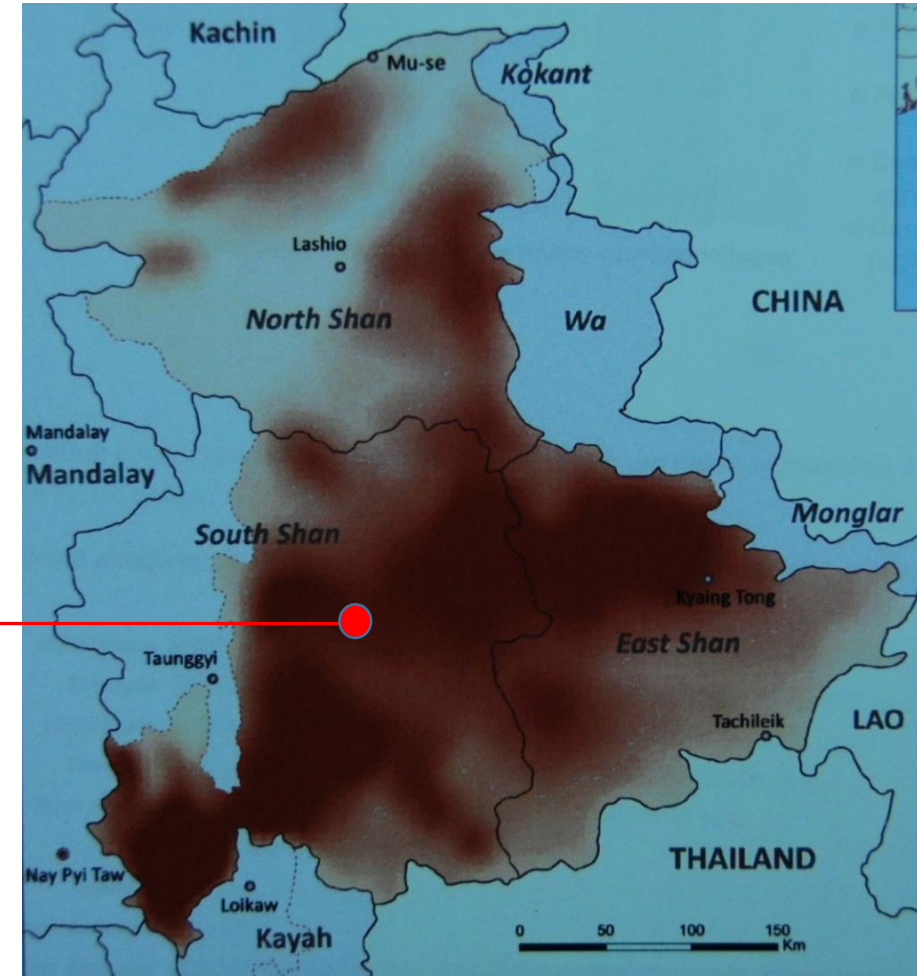 Kachin
Mu-se
Kokant
Lashio
North Shan
Wa
CHINA
Mandalay
Mandalay
South Shan
Monglar
Kyaing Tong
East Shan
Taunggyi
Tachileik
LAO
THAILAND
Nay Pyi Taw
Loikaw
Kayah
0 50 100 150
Km